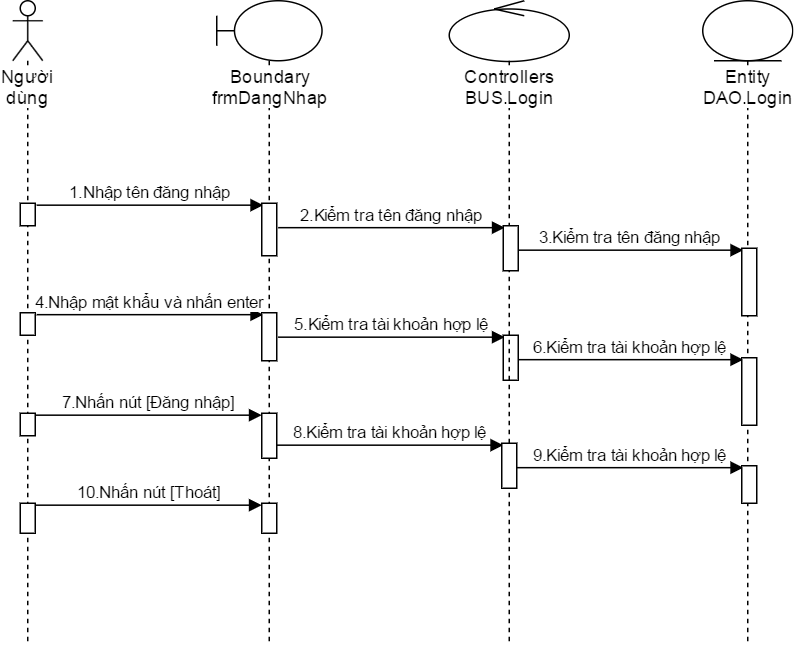 Người
dùng
Boundary
frmDangNhap
Controllers
BUS.Login
Entity
DAO.Login
1.Nhập tên đăng nhập
2.Kiểm tra tên đăng nhập
3.Kiểm tra tên đăng nhập
4.Nhập mật khẩu và nhấn enter
5.Kiểm tra tài khoản hợp lệ
6.Kiểm tra tài khoản hợp lệ
7.Nhấn nút [Đăng nhập]
8.Kiểm tra tài khoản hợp lệ
9.Kiểm tra tài khoản hợp lệ
10.Nhấn nút [Thoát]